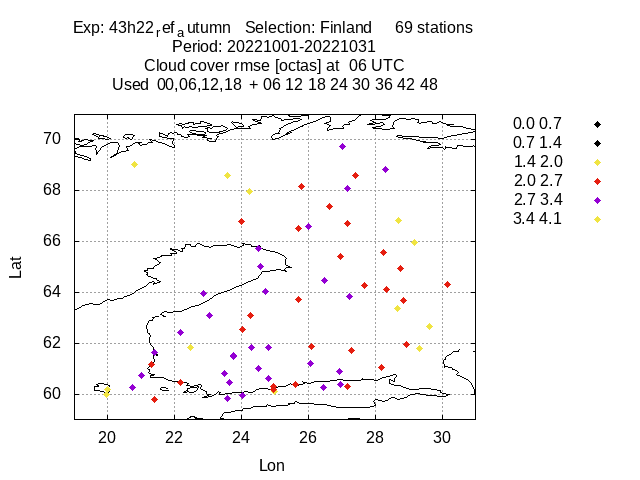 Exp: 43h22ref_autumn Selection: Finland 69 stations
Period: 20221001-20221031
Cloud cover rmse [octas] at 06 UTC
Used 00,06,12,18 + 06 12 18 24 30 36 42 48
0.0 0.7
0.7 1.4
1.4 2.0
2.0 2.7
2.7 3.4
3.4 4.1
70
68
66
64
62
60
Lat
20 22 24 26 28 30
Lon